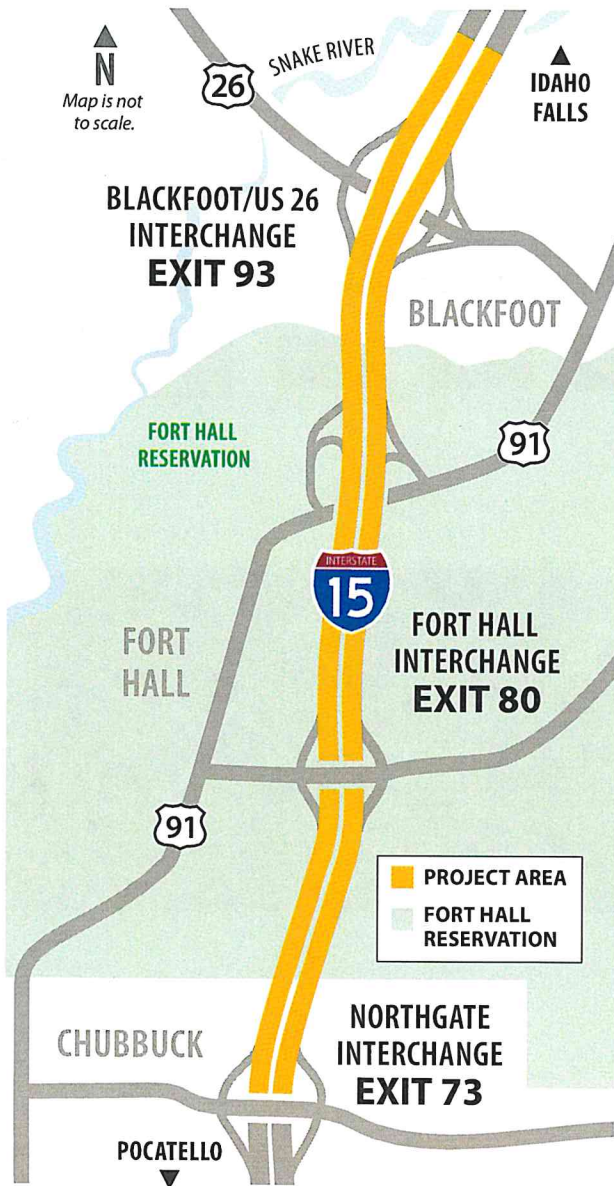 N
Map is not
to scale.
26
SNAKE RIVER
IDAHO
FALLS
BLACKFOOT/US 26
INTERCHANGE
EXIT 93
BLACKFOOT
FORT HALL
RESERVATION
91
INTERSTATE
15
FORT
HALL
FORT HALL
INTERCHANGE
EXIT 80
91
PROJECT AREA
FORT HALL
RESERVATION
CHUBBUCK
NORTHGATE
INTERCHANGE
EXIT 73
POCATELLO